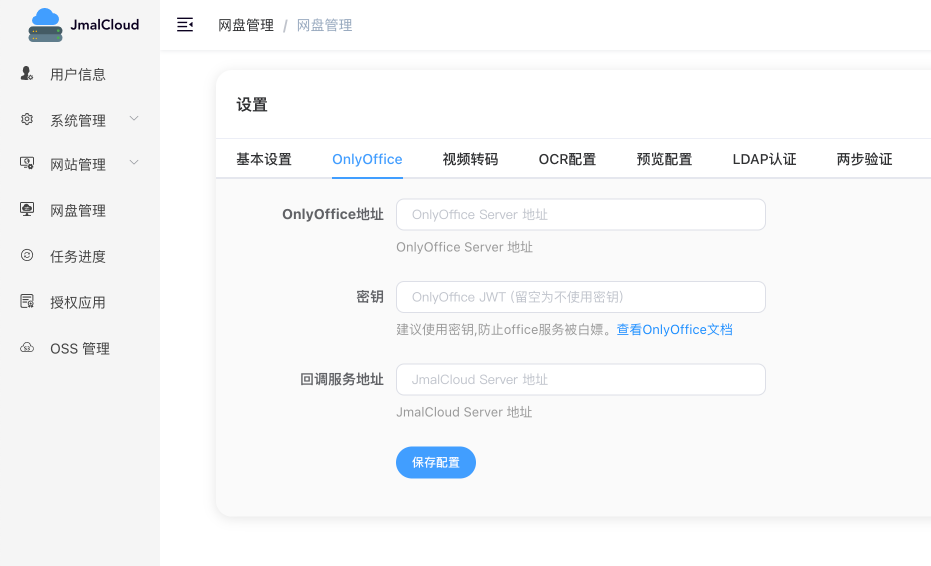 JmalCloud
网盘管理 / 网盘管理
用户信息
系统管理
网站管理
网盘管理
任务进度
授权应用
OSS 管理
设置
基本设置 OnlyOffice 视频转码 OCR配置 预览配置 LDAP认证 两步验证
OnlyOffice地址 OnlyOffice Server 地址
OnlyOffice Server 地址
密钥 OnlyOffice JWT (留空为不使用密钥)
建议使用密钥,防止office服务被白嫖。查看OnlyOffice文档
回调服务地址 JmalCloud Server 地址
JmalCloud Server 地址
保存配置